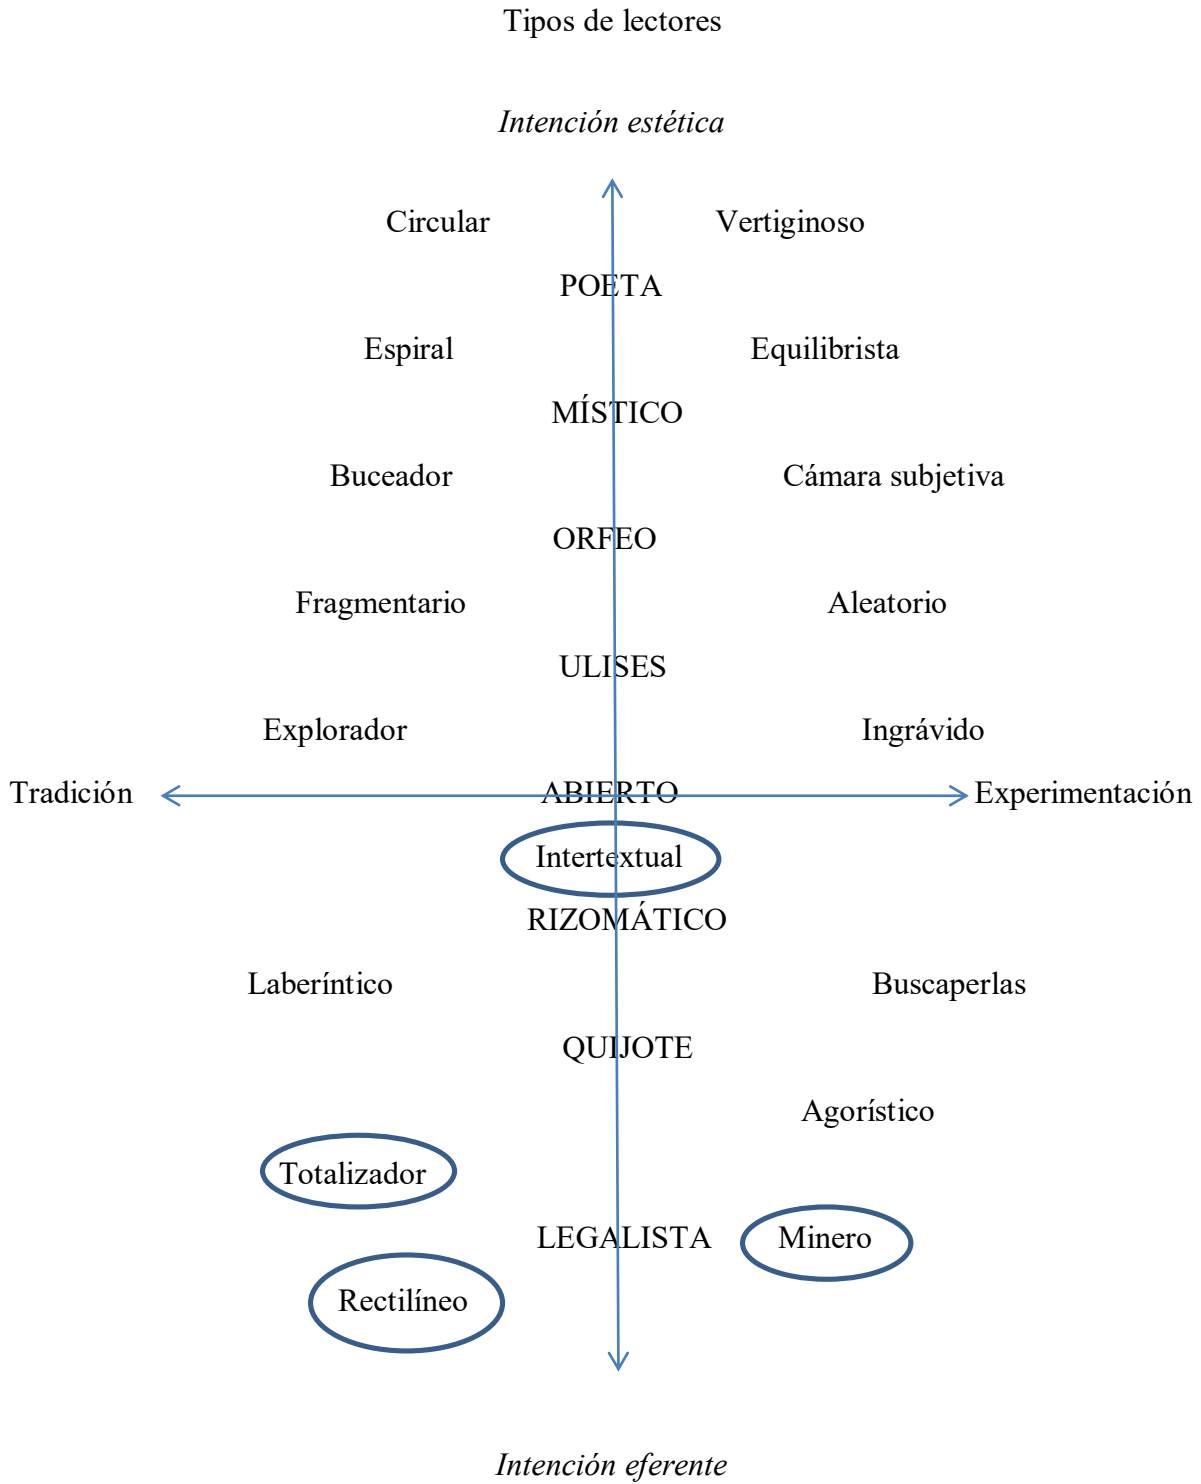 Tipos de lectores
Intención estética
Circular Vertiginoso
POETA
Espiral Equilibrista
MÍSTICO
Buceador Cámara subjetiva
ORFEO
Fragmentario Aleatorio
ULISES
Explorador Ingrávido
Tradición ABIERTO Experimentación
Intertextual
RIZOMÁTICO
Laberíntico Buscaperlas
QUIJOTE
Agorístico
Totalizador
LEGALISTA Minero
Rectilíneo
Intención eferente